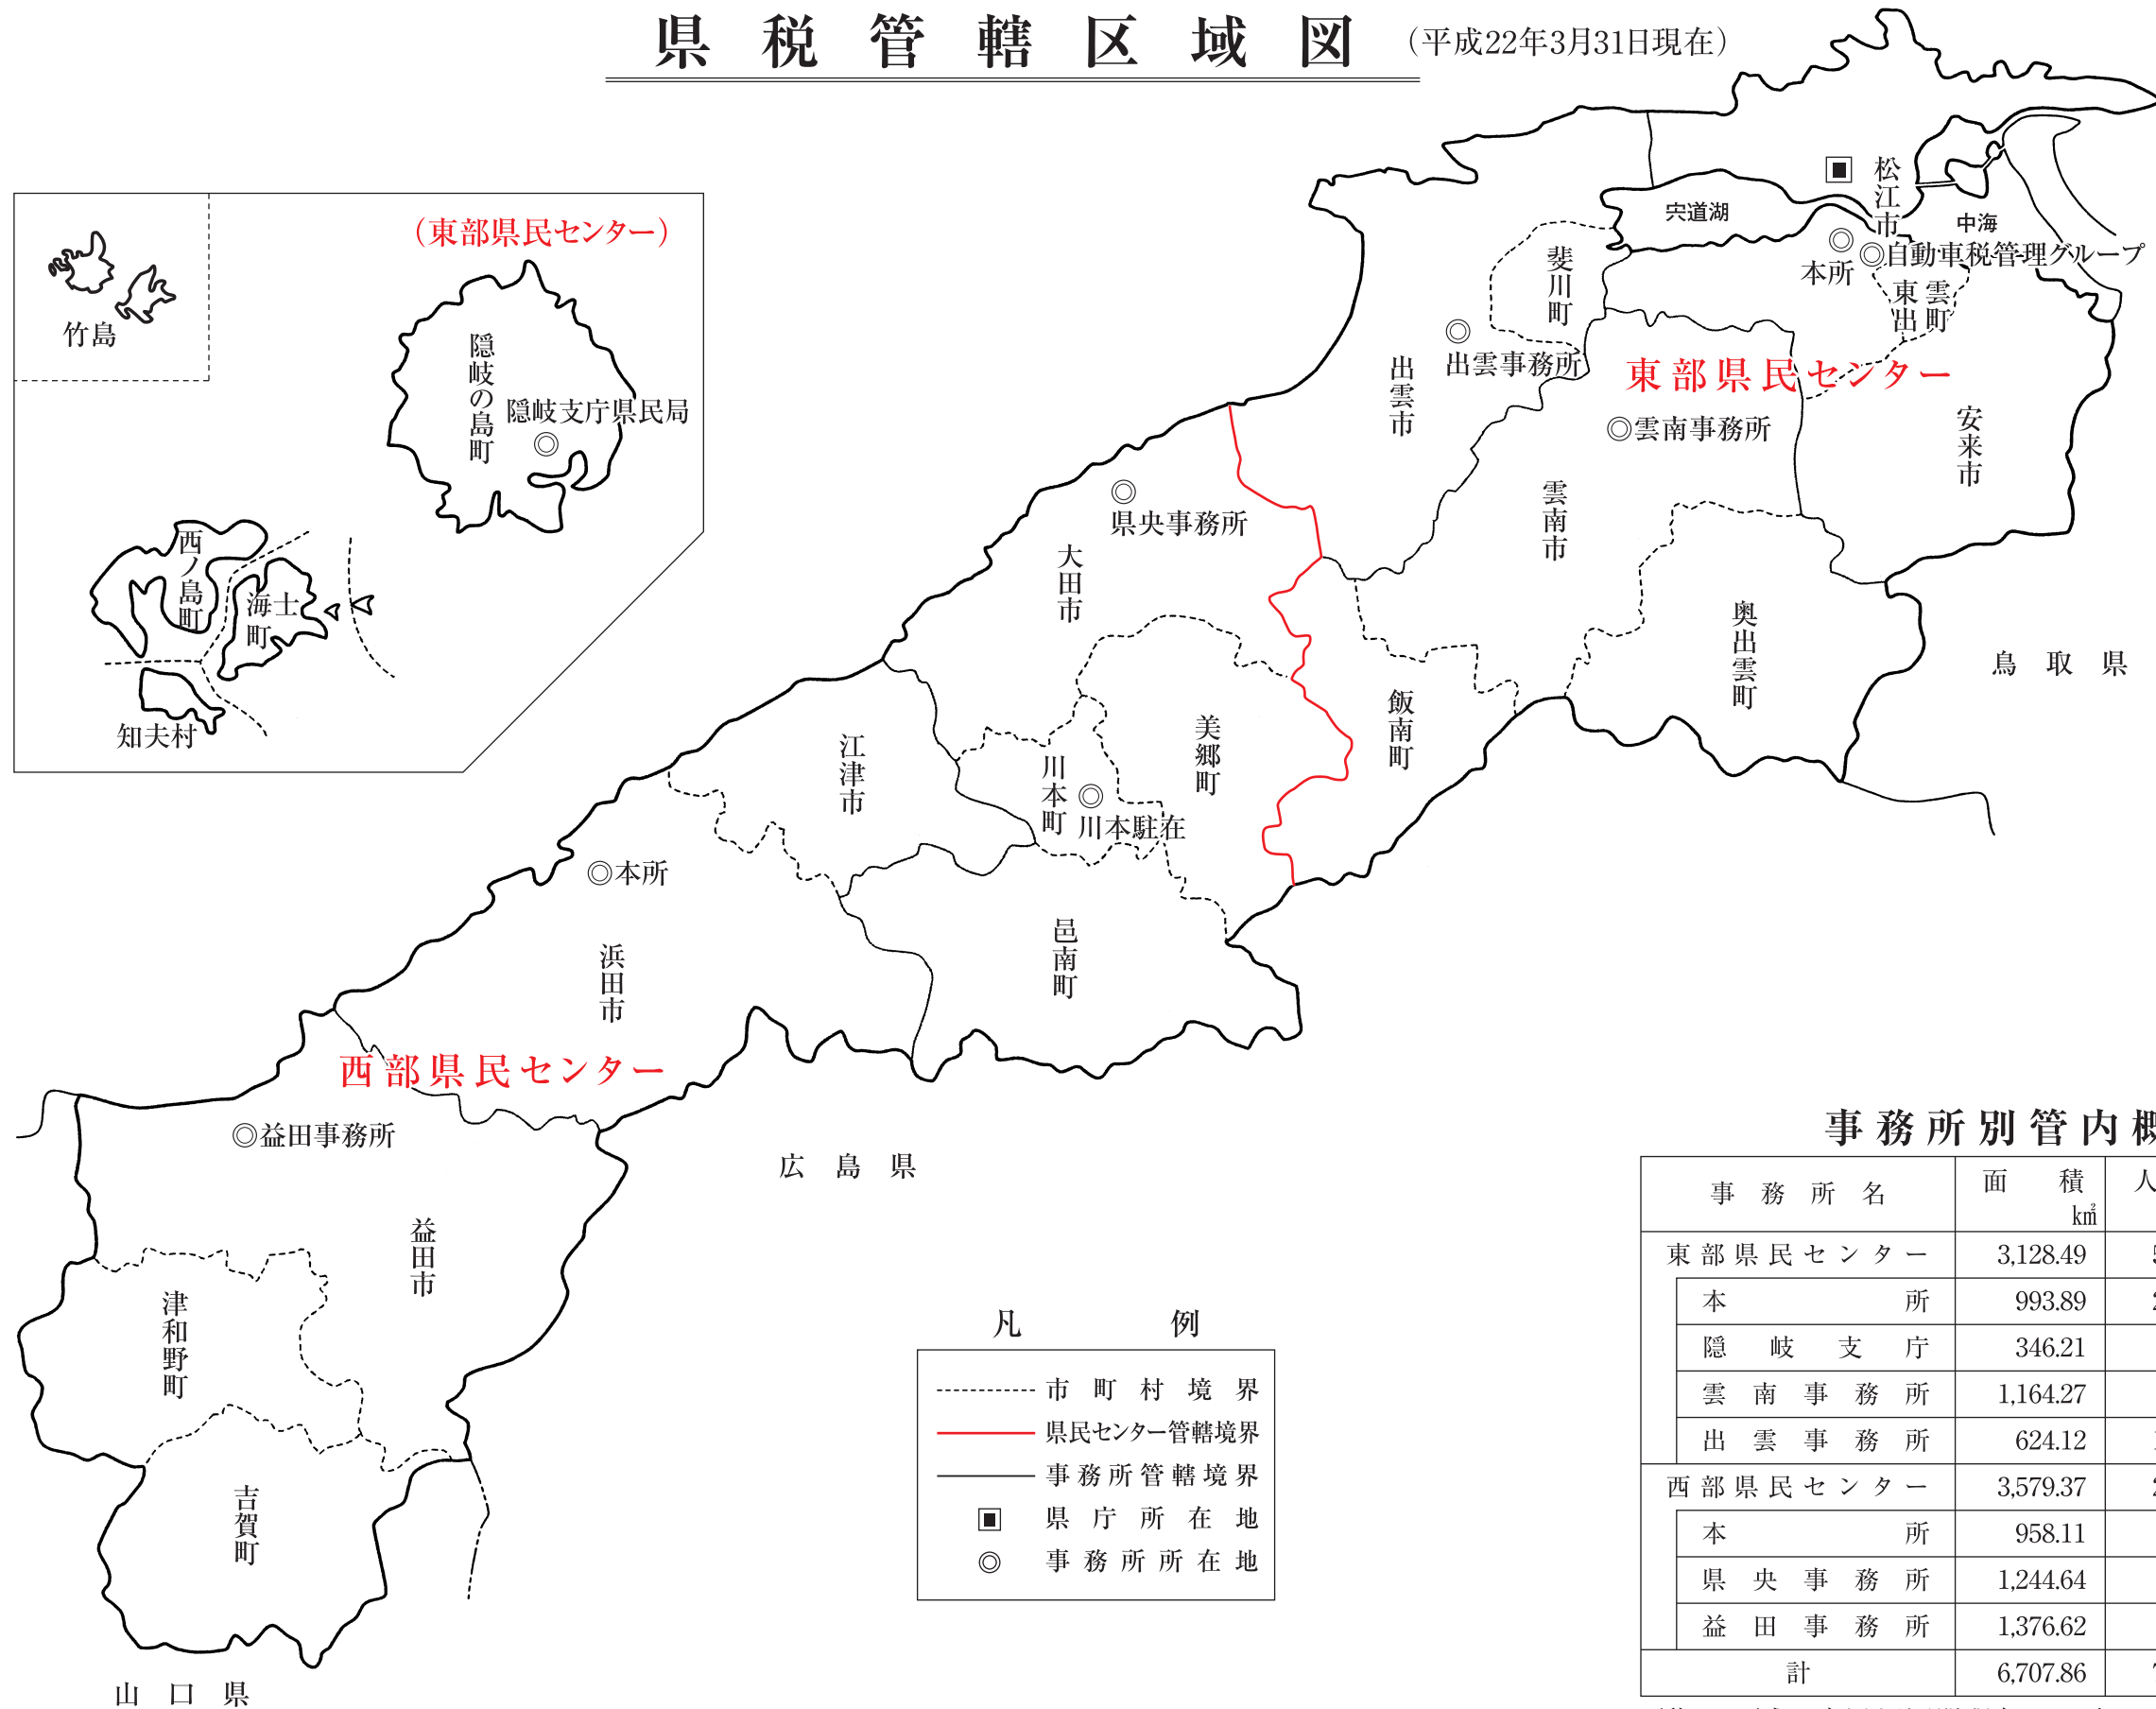 県税管轄区域図
（平成22年3月31日現在）
（東部県民センター）
竹島
隠岐の島町
隠岐支庁県民局
西ノ島町
海士町
知夫村
松江市
宍道湖
中海
本所
自動車税管理グループ
東出雲町
斐川町
出雲事務所
出雲市
東部県民センター
雲南事務所
安来市
雲南市
奥出雲町
飯南町
鳥取県
県央事務所
大田市
美郷町
川本町
川本駐在
江津市
邑南町
本所
浜田市
西部県民センター
益田事務所
益田市
津和野町
吉賀町
広島県
山口県
凡例
市町村境界
県民センター管轄境界
事務所管轄境界
県庁所在地
事務所所在地
事務所別管内
事務所名 面積 人
k㎡
東部県民センター 3,128.49
本所 993.89
隠岐支庁 346.21
雲南事務所 1,164.27
出雲事務所 624.12
西部県民センター 3,579.37
本所 958.11
県央事務所 1,244.64
益田事務所 1,376.62
計 6,707.86